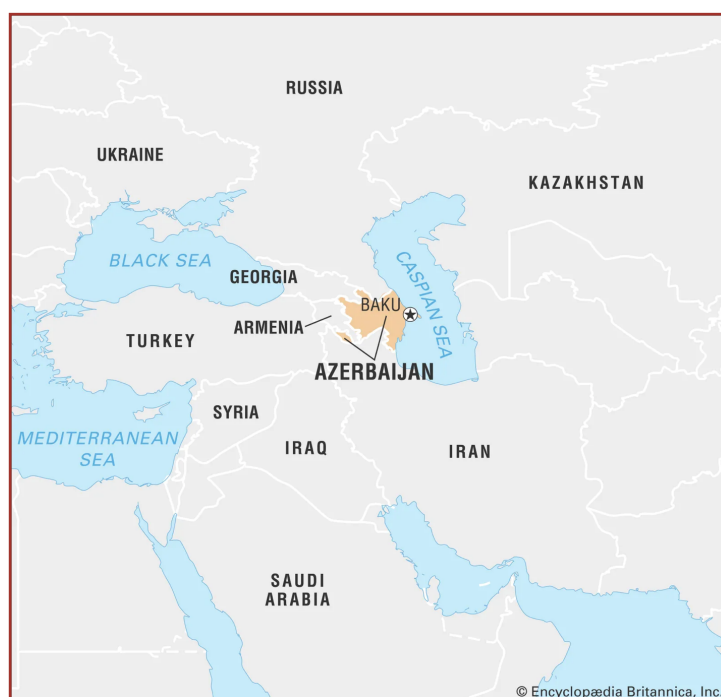 RUSSIA
UKRAINE
KAZAKHSTAN
BLACK SEA
GEORGIA
CASPIAN SEA
BAKU
ARMENIA
TURKEY
AZERBAIJAN
SYRIA
MEDITERRANEAN
SEA
IRAQ
IRAN
SAUDI
ARABIA
© Encyclopædia Britannica, Inc.